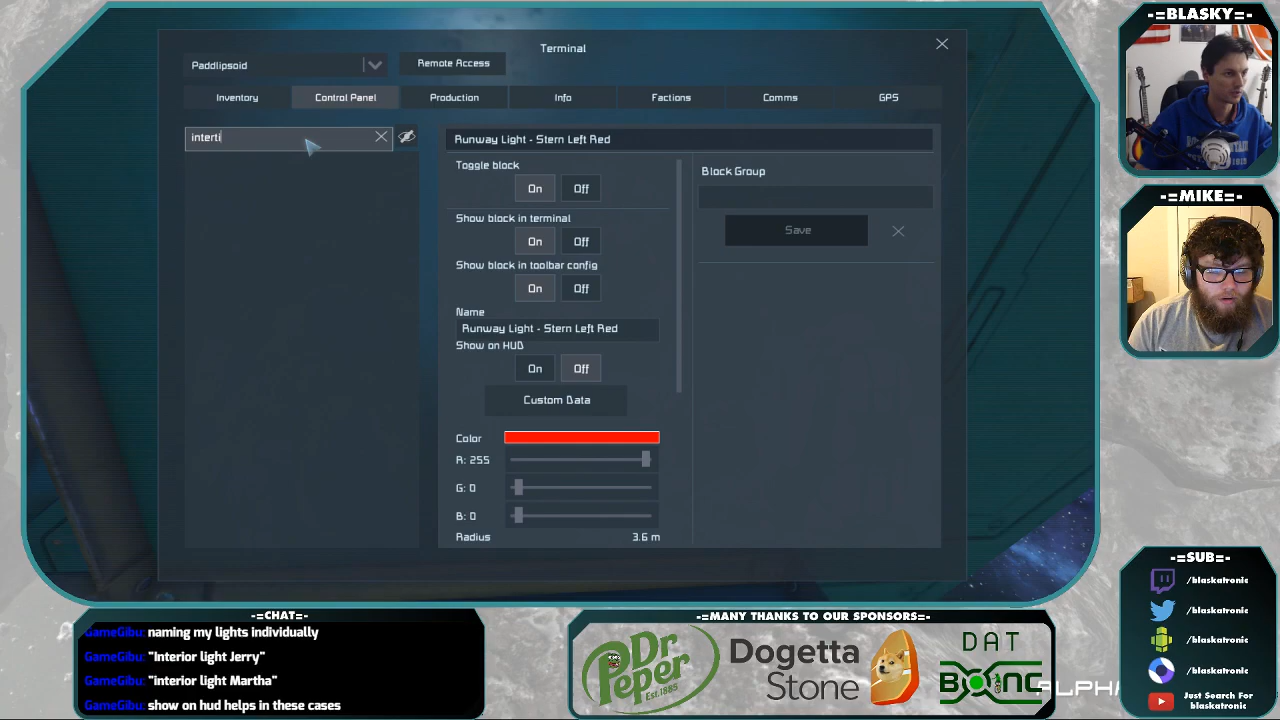 -=BLASKY=-
Terminal
Paddlipsoid
Remote Access
Inventory
Control Panel
Production
Info
Factions
Comms
GPS
interti
Runway Light - Stern Left Red
Toggle block
On Off
Show block in terminal
On Off
Show block in toolbar config
On Off
Name
Runway Light - Stern Left Red
Show on HUD
On Off
Custom Data
Color
R: 255
G: 0
B: 0
Radius 3.6 m
Block Group
Save
-=MIKE=-
-=SUB=-
/blaskatronic
/blaskatronic
/blaskatronic
/blaskatronic
Just Search For
blaskatronic
-=CHAT=-
GameGibu: naming my lights individually
GameGibu: "Interior light Jerry"
GameGibu: "interior light Martha"
GameGibu: show on hud helps in these cases
-=MANY THANKS TO OUR SPONSORS=-
Dr
Peper
Dogetta
Stone
DAT
BOINC
ALPHA